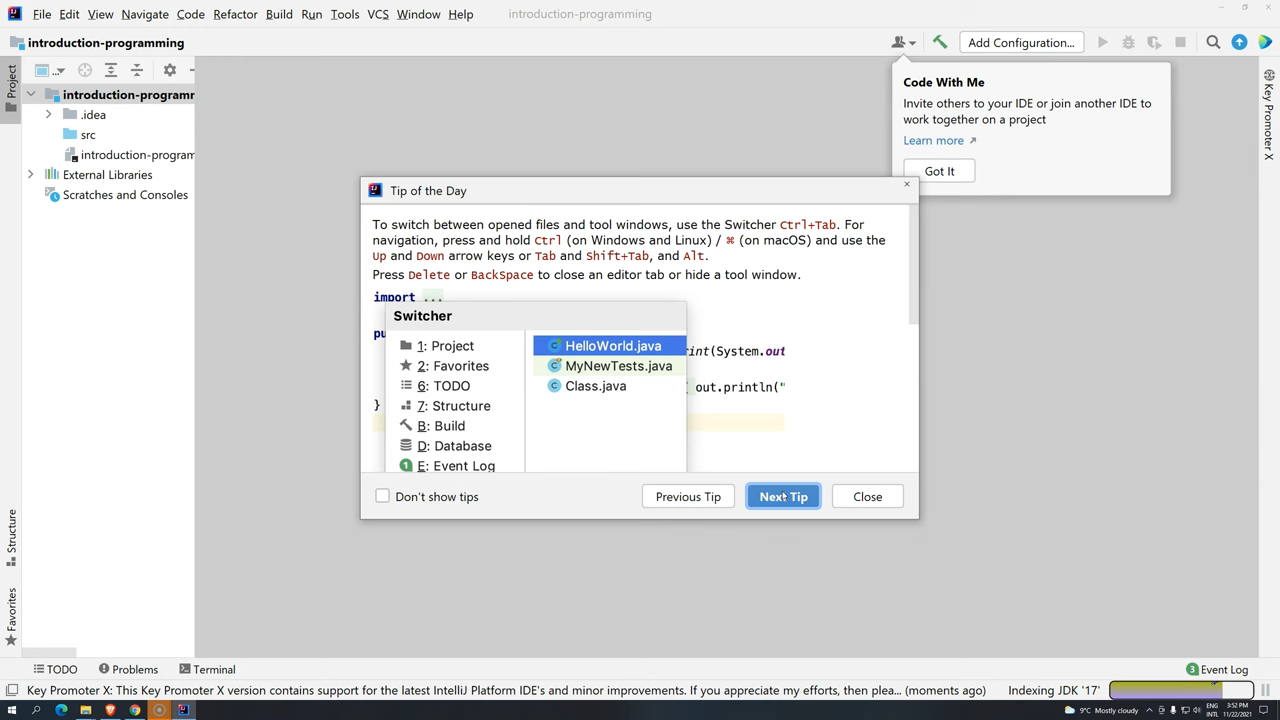 File Edit View Navigate Code Refactor Build Run Tools VCS Window Help introduction-programming
introduction-programming
Add Configuration...
Project
Key Promoter X
Structure
Favorites
...
introduction-programm
.idea
src
introduction-program
External Libraries
Scratches and Consoles
Code With Me
Invite others to your IDE or join another IDE to
work together on a project
Learn more
Got It
Tip of the Day
To switch between opened files and tool windows, use the Switcher Ctrl+Tab. For
navigation, press and hold Ctrl (on Windows and Linux) / ⌘ (on macOS) and use the
Up and Down arrow keys or Tab and Shift+Tab, and Alt.
Press Delete or BackSpace to close an editor tab or hide a tool window.
import ...
Switcher
pu
1: Project
HelloWorld.java
rint(System.out
2: Favorites
MyNewTests.java
6: TODO
Class.java
out.println("
7: Structure
}
B: Build
D: Database
E: Event Log
Don't show tips
Previous Tip
Next Tip
Close
TODO Problems Terminal
3 Event Log
Key Promoter X: This Key Promoter X version contains support for the latest IntelliJ Platform IDE's and minor improvements. If you appreciate my efforts, then plea... (moments ago)
Indexing JDK '17'
9°C Mostly cloudy
ENG
INTL
3:52 PM
11/22/2021